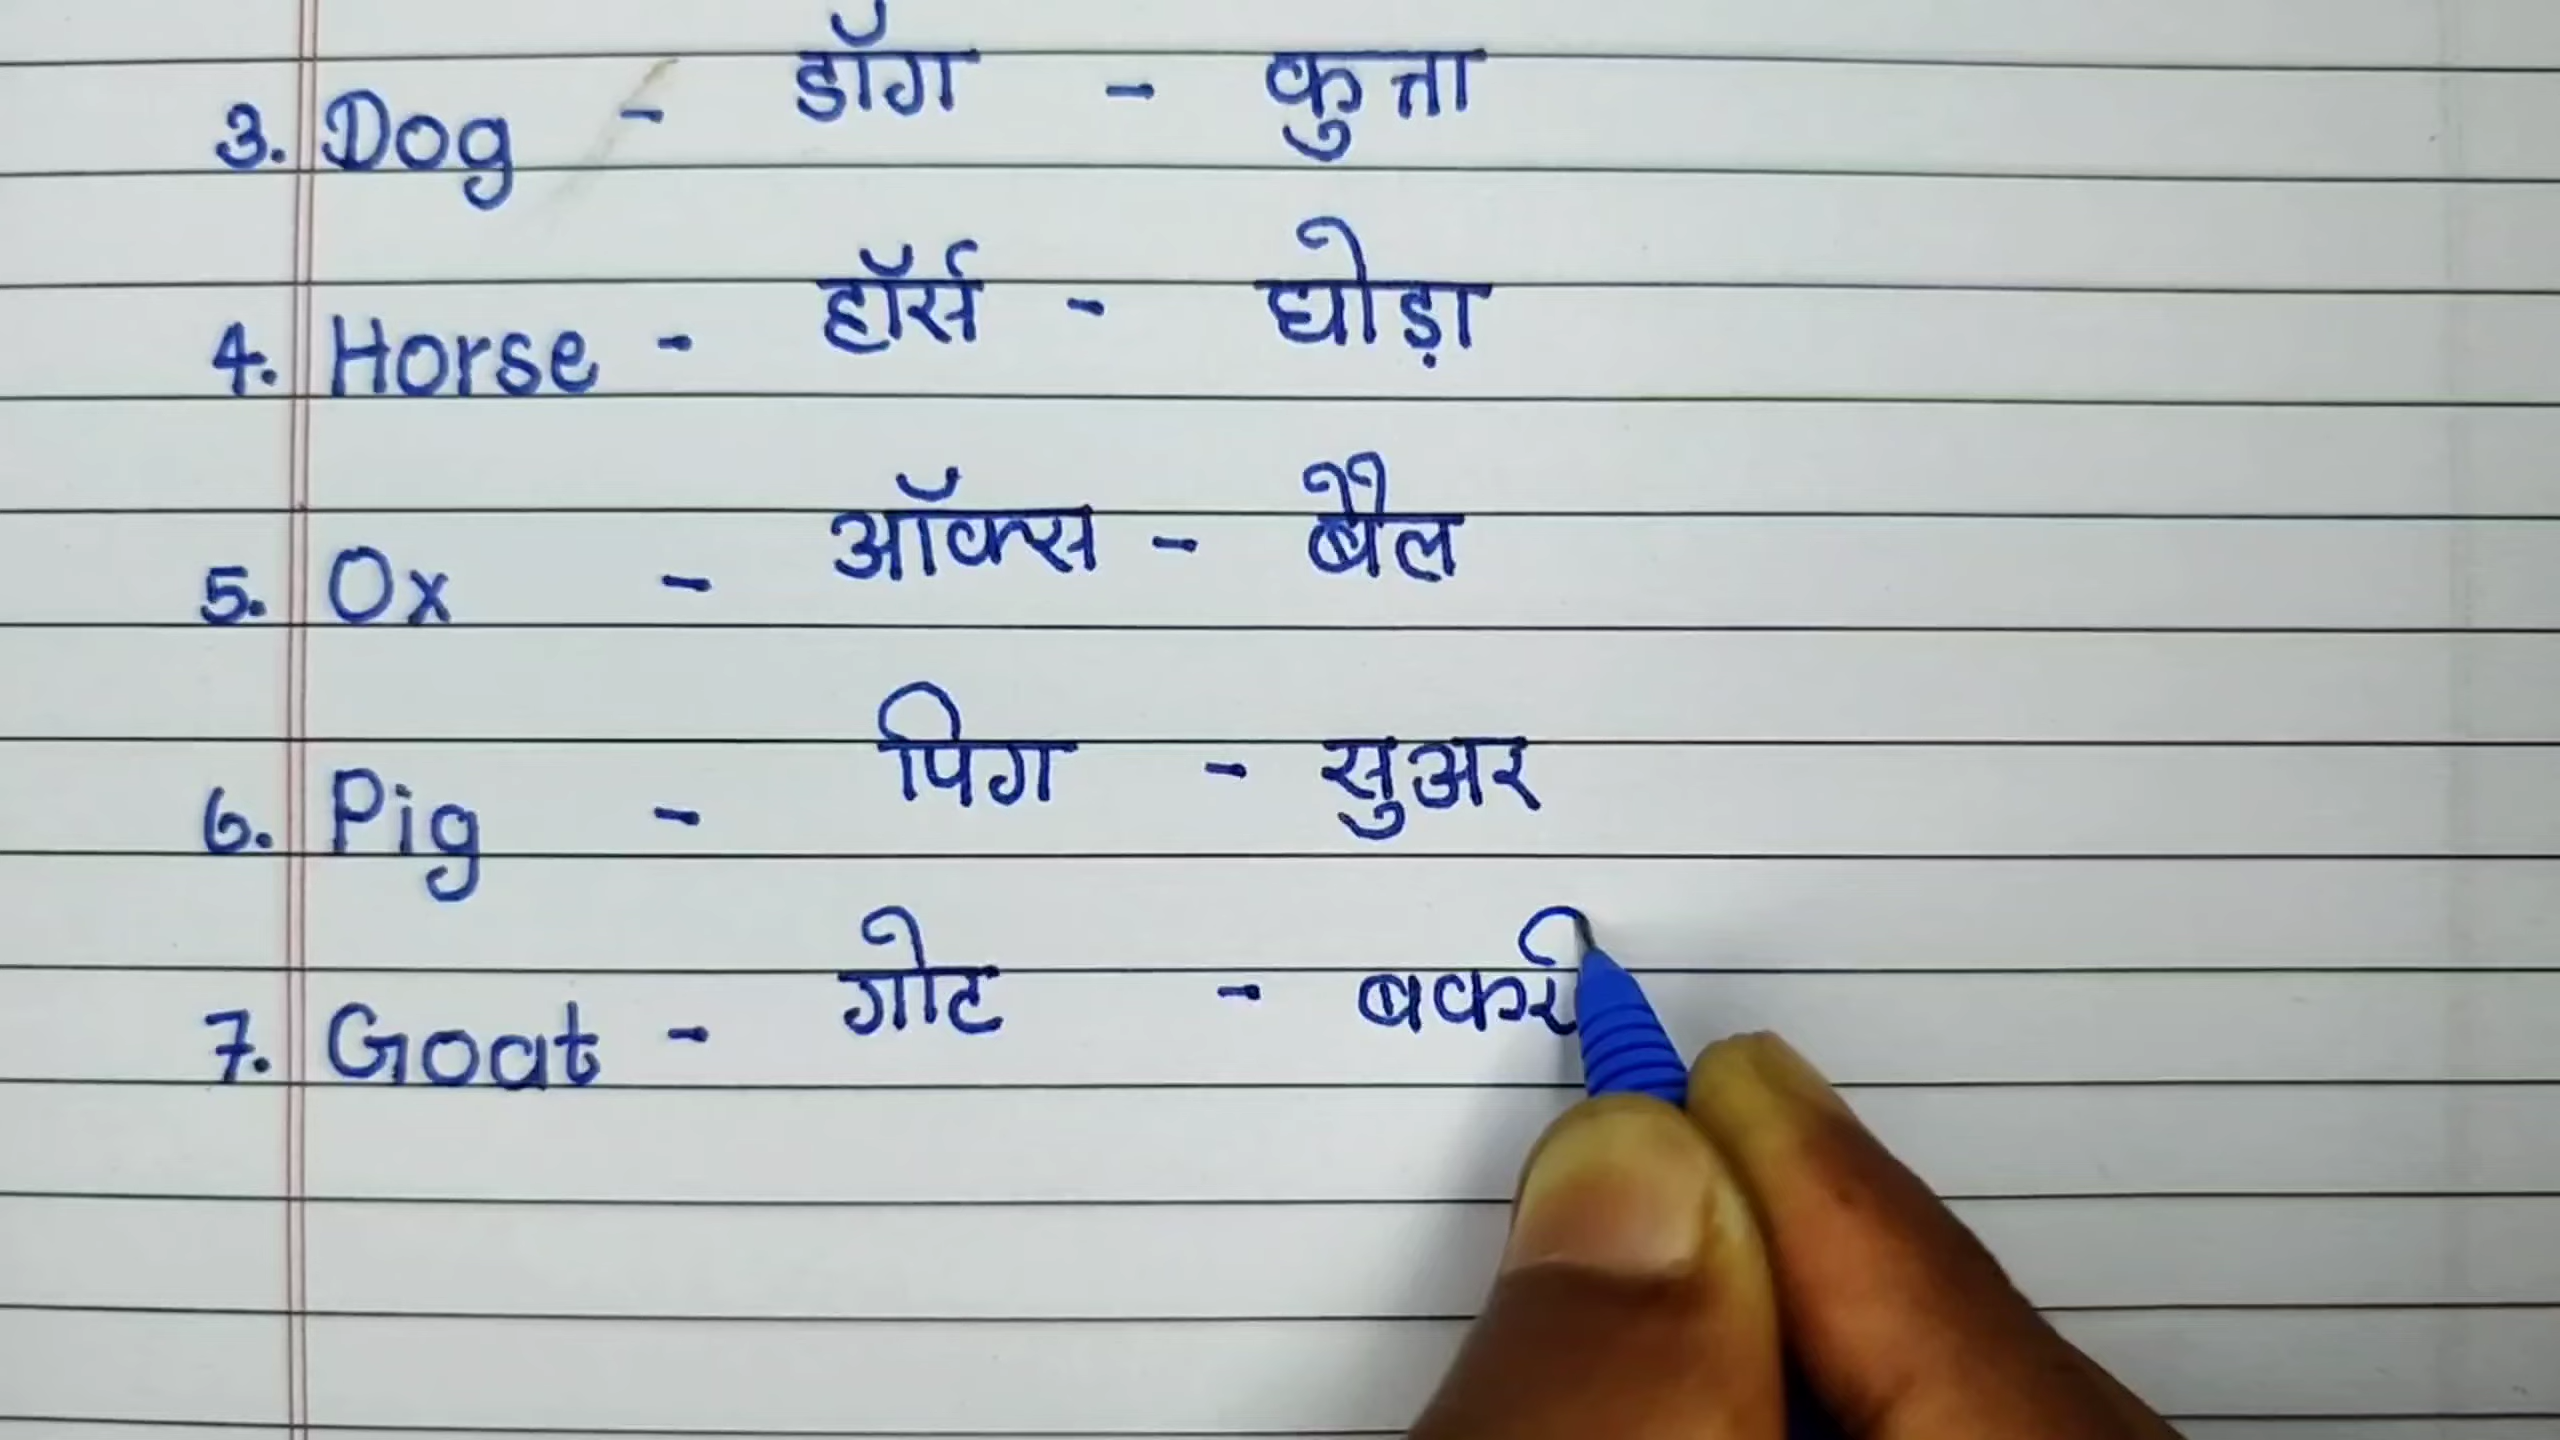 3. Dog - डॉग - कुत्ता
4. Horse - हॉर्स - घोड़ा
5. Ox - ऑक्स - बैल
6. Pig - पिग - सुअर
7. Goat - गोट - बकरी